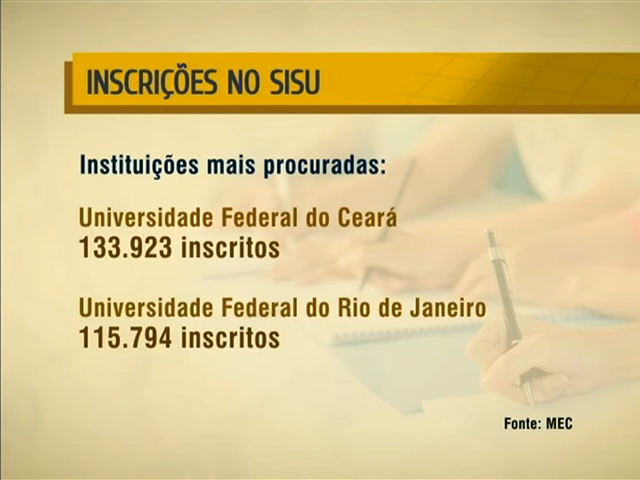 INSCRIÇÕES NO SISU
Instituições mais procuradas:
Universidade Federal do Ceará
133.923 inscritos
Universidade Federal do Rio de Janeiro
115.794 inscritos
Fonte: MEC